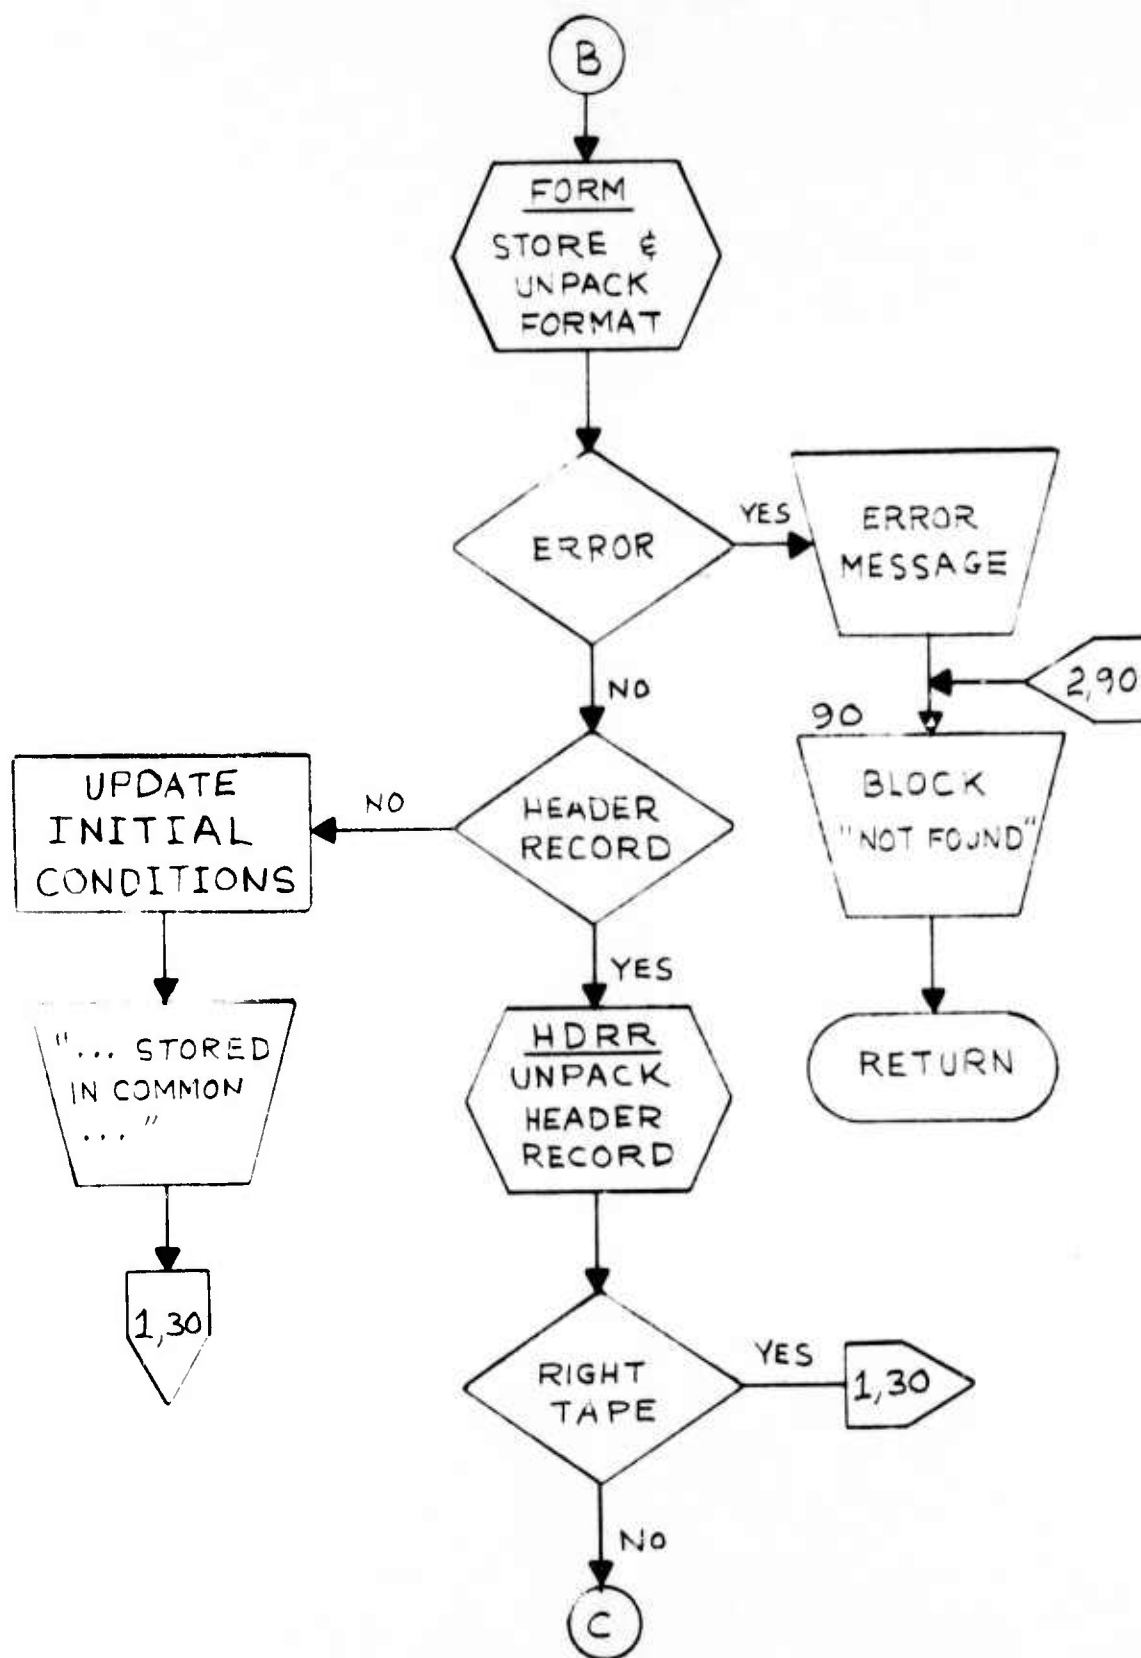 B
FORM
STORE &
UNPACK
FORMAT
ERROR
YES
ERROR
MESSAGE
NO
2,90
90
BLOCK
"NOT FOUND"
RETURN
HEADER
RECORD
NO
UPDATE
INITIAL
CONDITIONS
"... STORED
IN COMMON
..."
1,30
YES
HDRR
UNPACK
HEADER
RECORD
RIGHT
TAPE
YES
1,30
NO
C